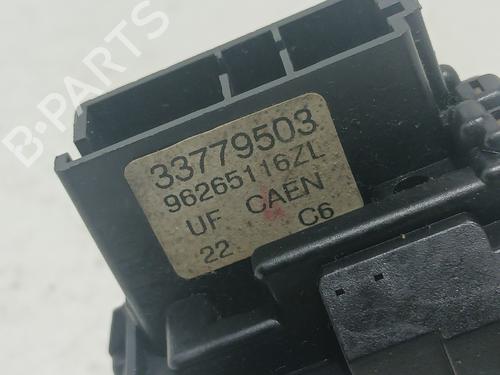 B-PARTS
33779503
96265116ZL
UF CAEN
22 C6